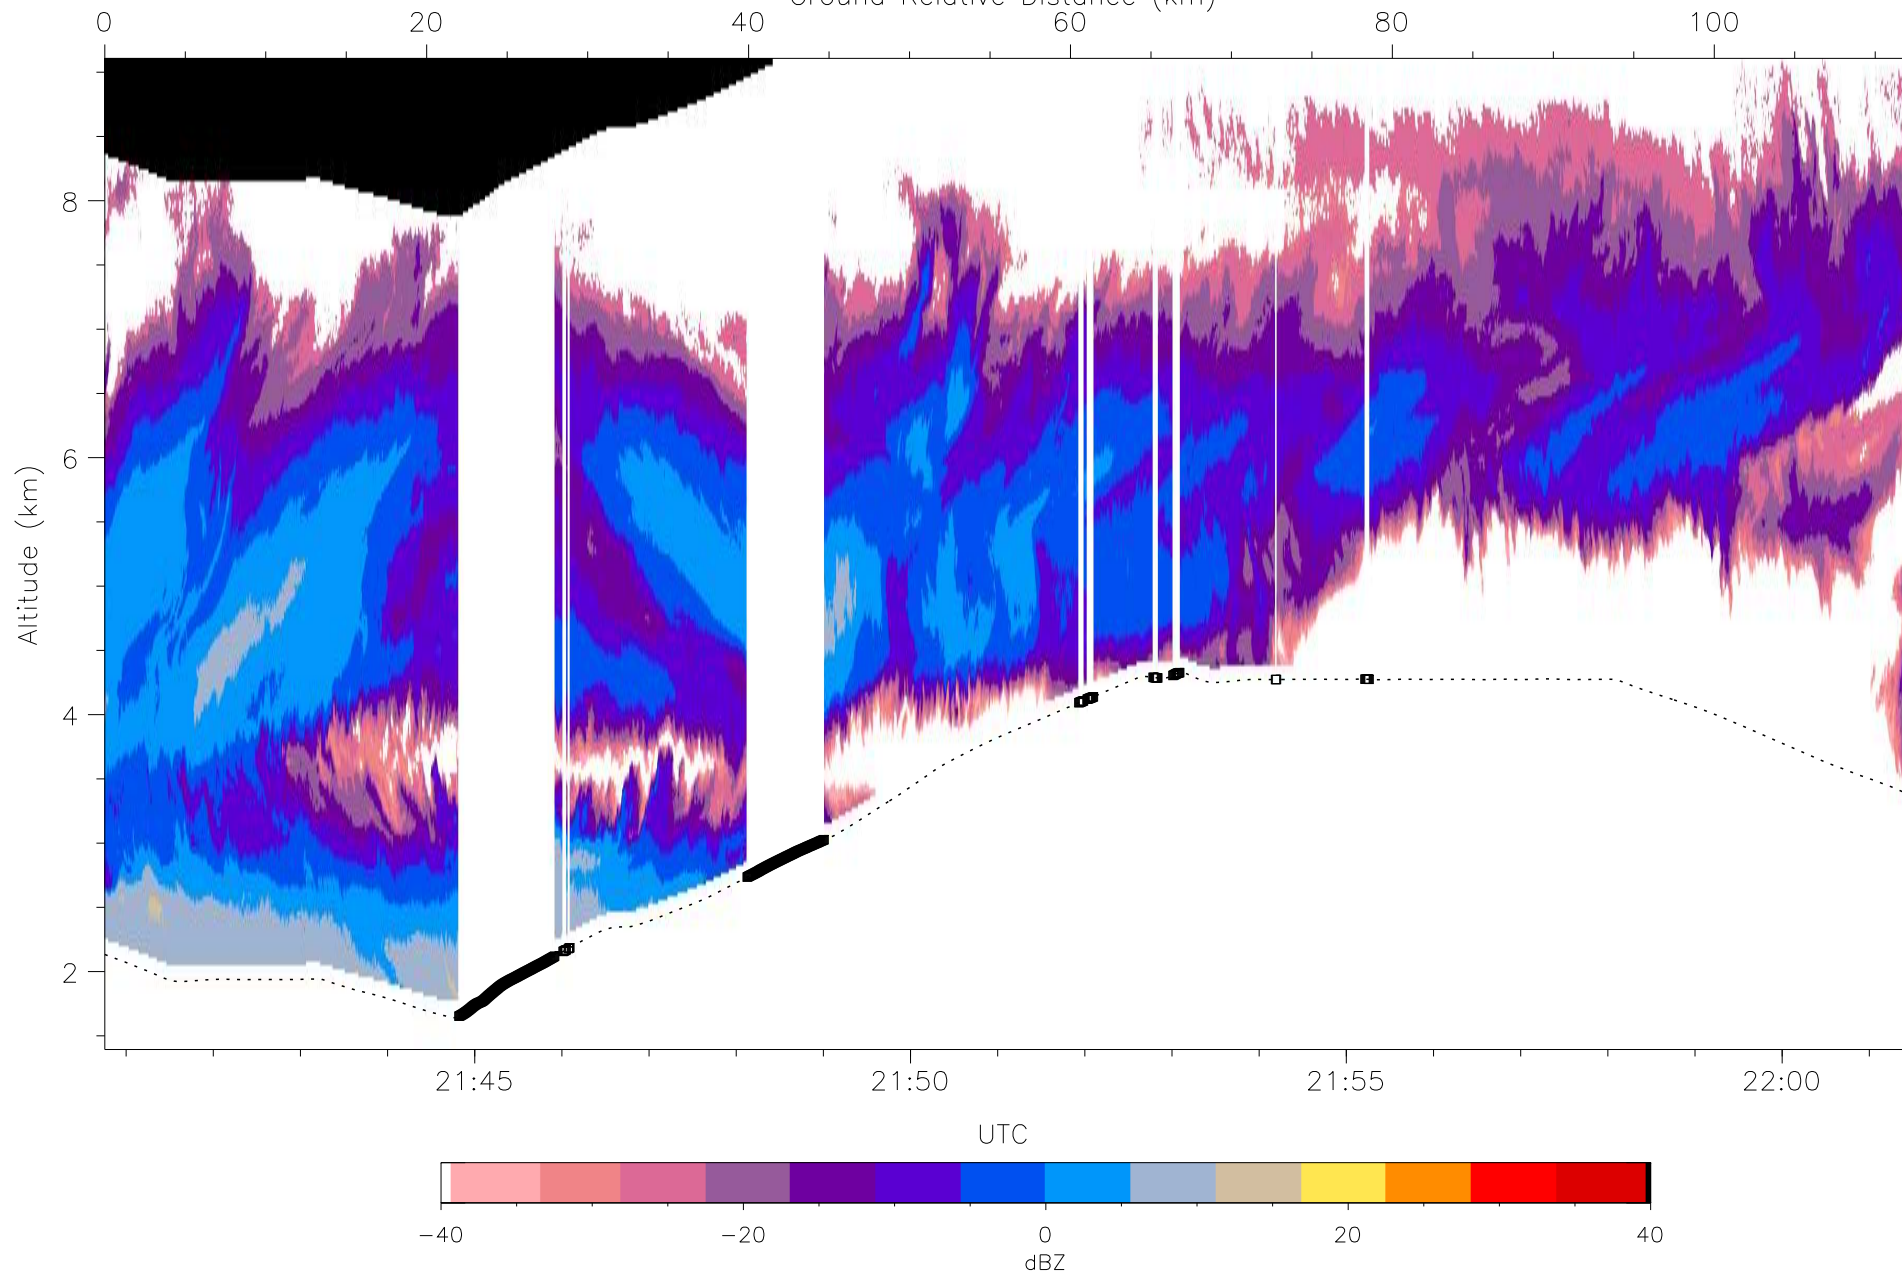 Ground Relative Distance (km)
0 20 40 60 80 100
8
6
4
2
Altitude (km)
21:45 21:50 21:55 22:00
UTC
−40 −20 0 20 40
dBZ